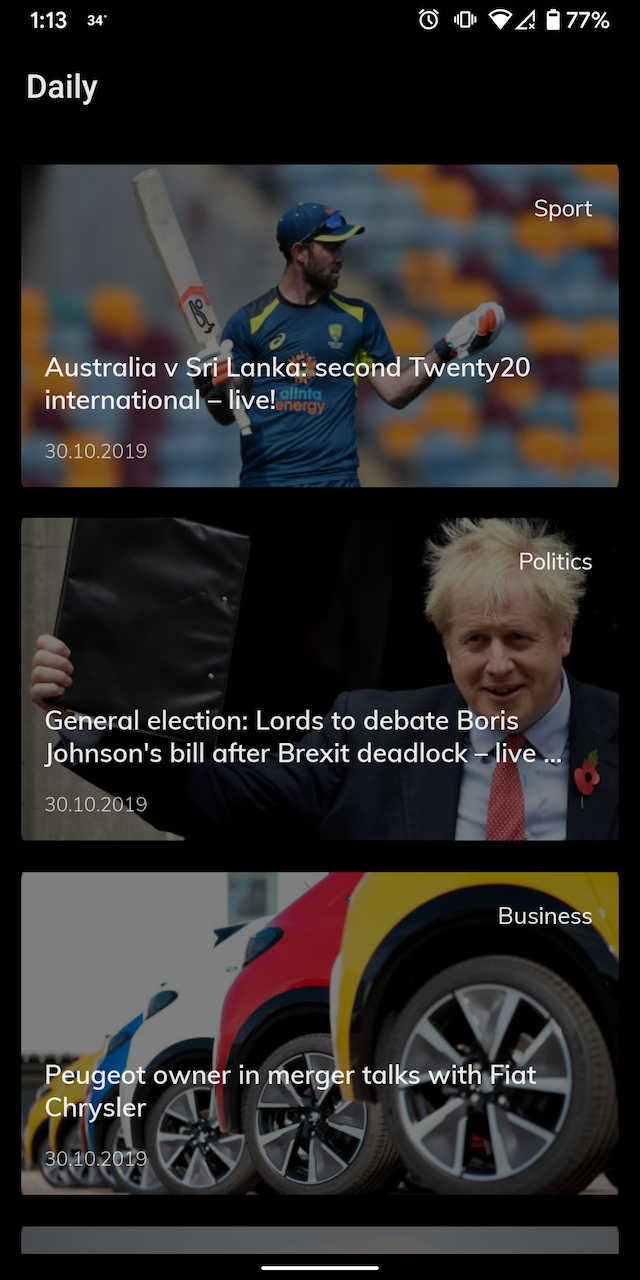 1:13 34° 77%
Daily
Sport
Australia v Sri Lanka: second Twenty20
international – live!
alinta
energy
30.10.2019
Politics
General election: Lords to debate Boris
Johnson's bill after Brexit deadlock – live ...
30.10.2019
Business
Peugeot owner in merger talks with Fiat
Chrysler
30.10.2019